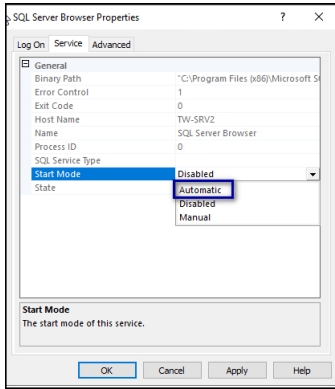 SQL Server Browser Properties ? ×
Log On Service Advanced
General
Binary Path "C:\Program Files (x86)\Microsoft S
Error Control 1
Exit Code 0
Host Name TW-SRV2
Name SQL Server Browser
Process ID 0
SQL Service Type
Start Mode Disabled
State Automatic
Disabled
Manual
Start Mode
The start mode of this service.
OK Cancel Apply Help